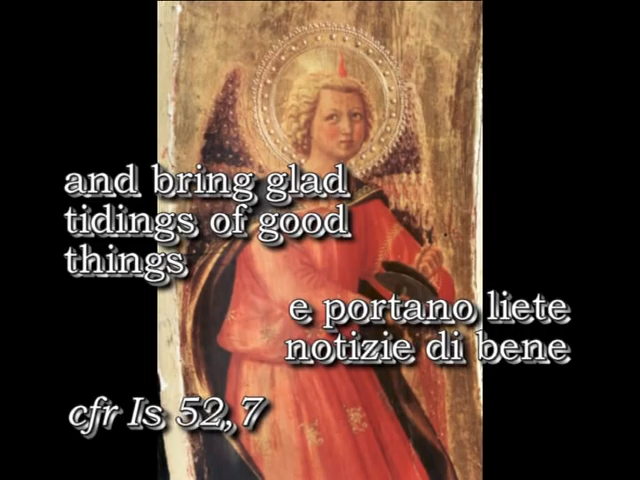 and bring glad
tidings of good
things
e portano liete
notizie di bene
cfr Is 52,7